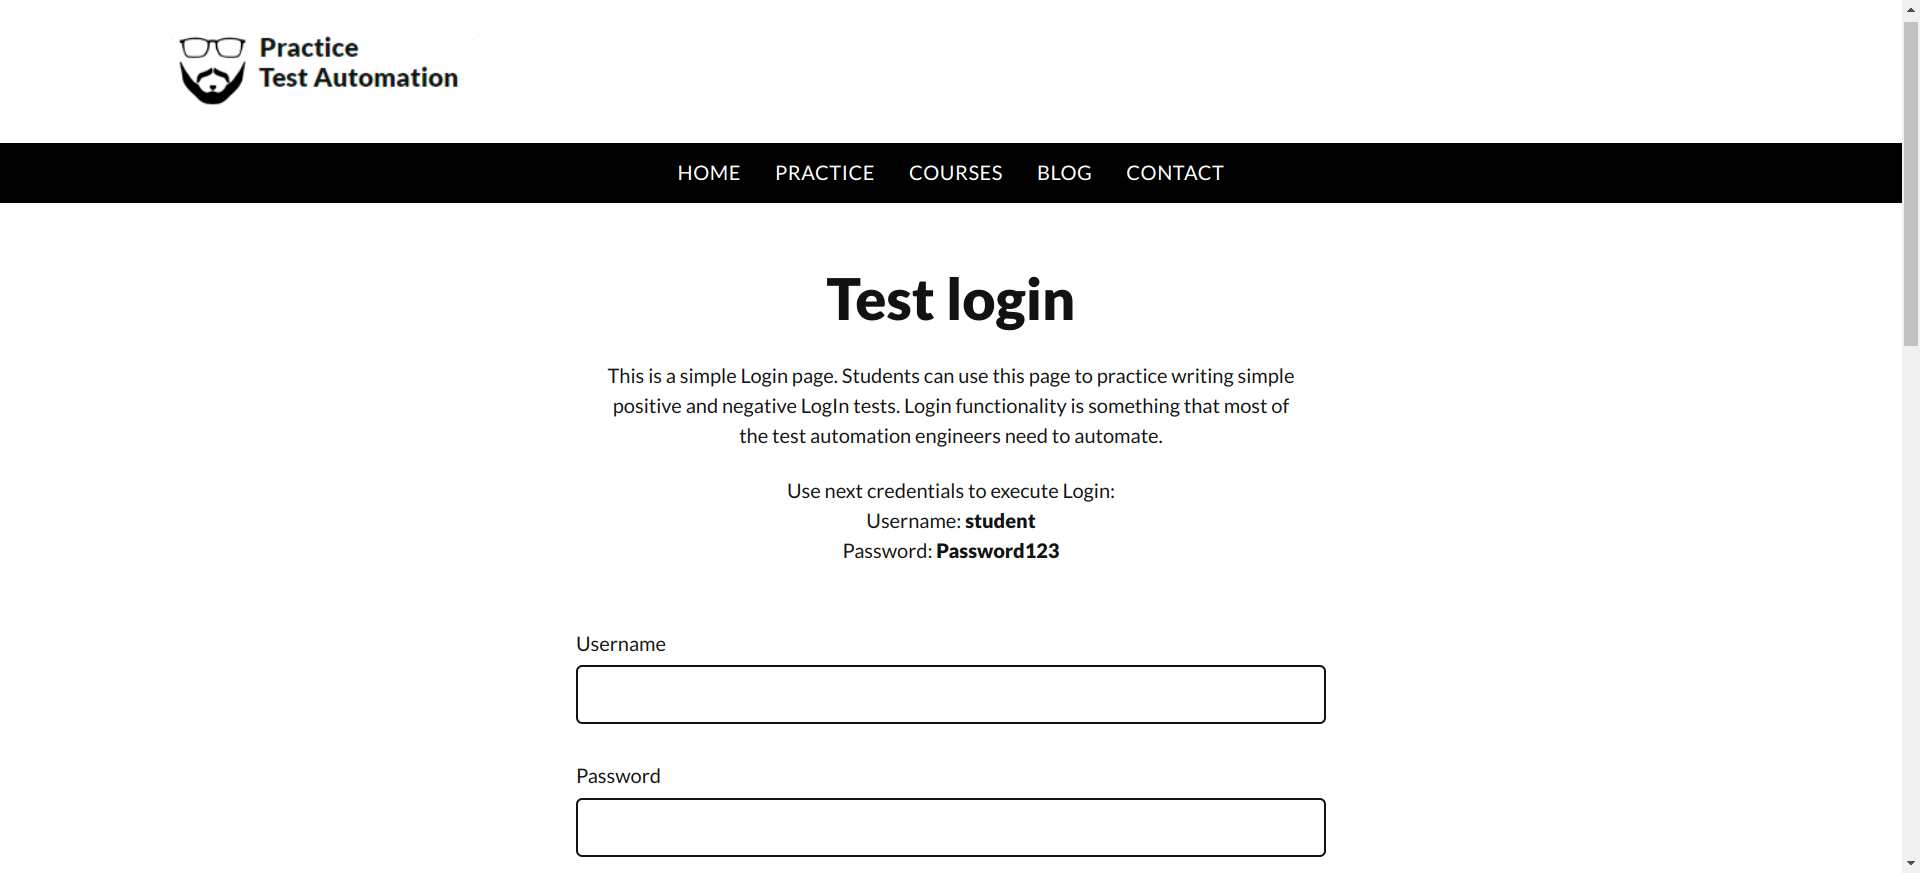 Practice
Test Automation
HOME PRACTICE COURSES BLOG CONTACT
Test login
This is a simple Login page. Students can use this page to practice writing simple
positive and negative LogIn tests. Login functionality is something that most of
the test automation engineers need to automate.
Use next credentials to execute Login:
Username: student
Password: Password123
Username
Password